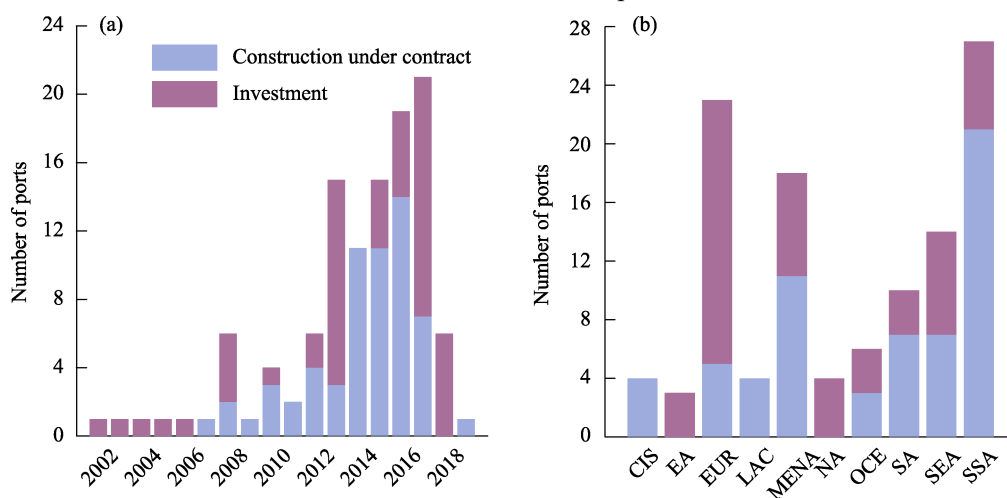 (a)
Construction under contract
Investment
Number of ports
24
20
16
12
8
4
0
2002
2004
2006
2008
2010
2012
2014
2016
2018
(b)
Number of ports
28
24
20
16
12
8
4
0
CIS
EA
EUR
LAC
MENA
NA
OCE
SA
SEA
SSA